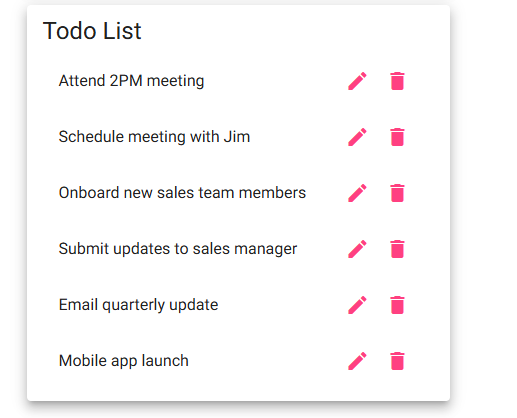 Todo List
Attend 2PM meeting
Schedule meeting with Jim
Onboard new sales team members
Submit updates to sales manager
Email quarterly update
Mobile app launch